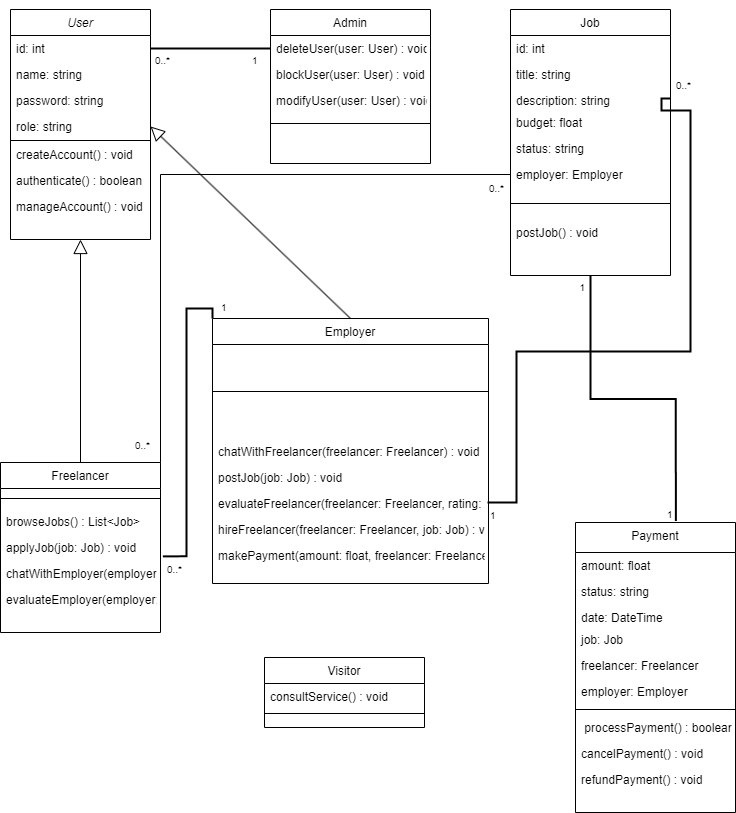 User
id: int
name: string
password: string
role: string
createAccount() : void
authenticate() : boolean
manageAccount() : void
0..*
1
Admin
deleteUser(user: User) : void
blockUser(user: User) : void
modifyUser(user: User) : voi
Job
id: int
title: string
description: string
budget: float
status: string
employer: Employer
postJob() : void
0..*
0..*
1
1
Employer
chatWithFreelancer(freelancer: Freelancer) : void
postJob(job: Job) : void
evaluateFreelancer(freelancer: Freelancer, rating:
hireFreelancer(freelancer: Freelancer, job: Job) : v
makePayment(amount: float, freelancer: Freelance
1
0..*
Freelancer
browseJobs() : List<Job>
applyJob(job: Job) : void
chatWithEmployer(employer
evaluateEmployer(employer
0..*
1
Payment
amount: float
status: string
date: DateTime
job: Job
freelancer: Freelancer
employer: Employer
processPayment() : boolear
cancelPayment() : void
refundPayment() : void
Visitor
consultService() : void